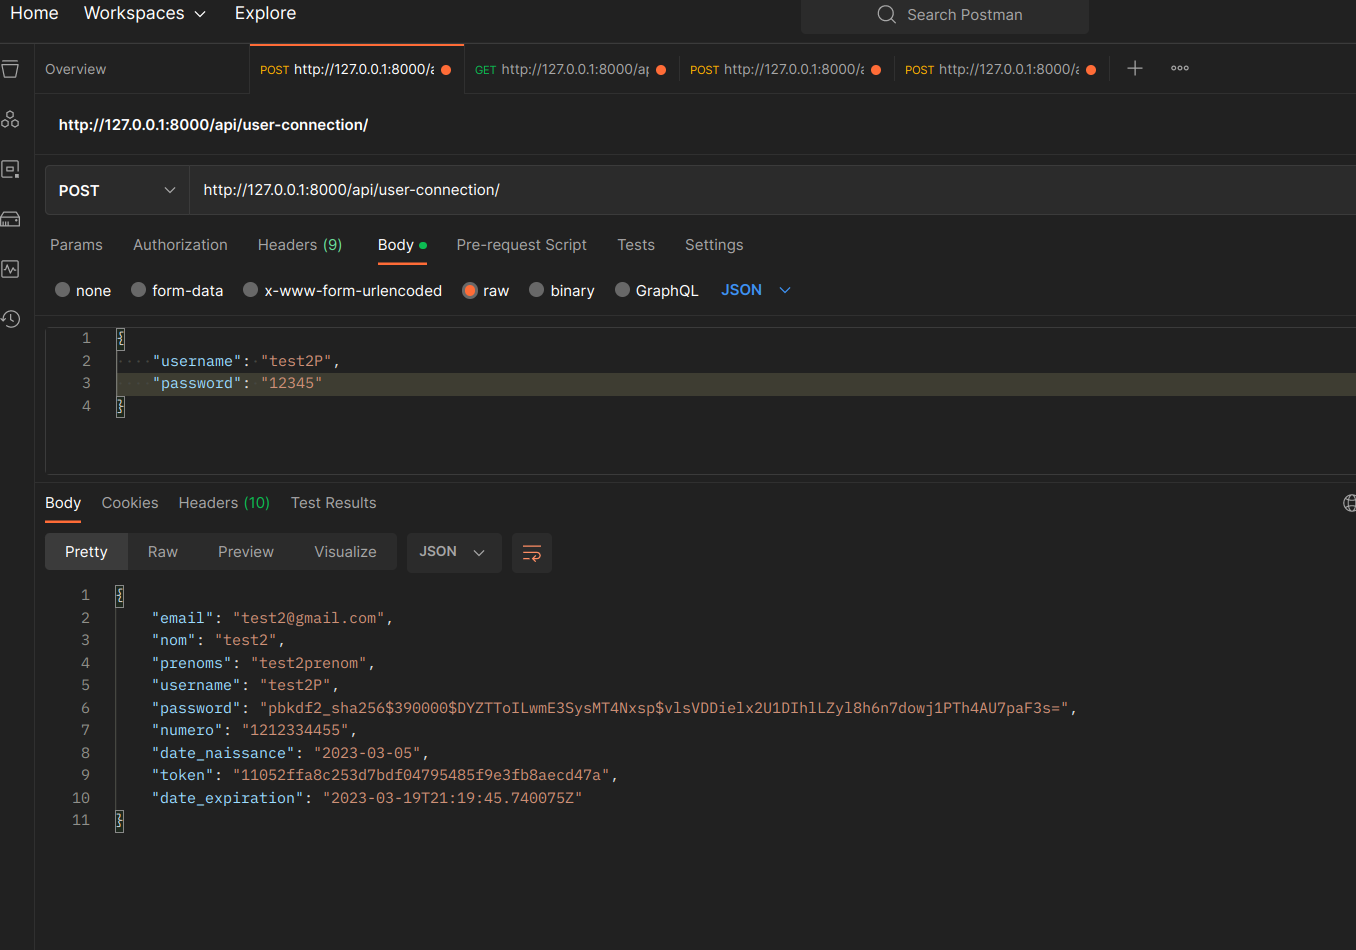 Home Workspaces Explore Search Postman
Overview POST http://127.0.0.1:8000/a GET http://127.0.0.1:8000/ap POST http://127.0.0.1:8000/a POST http://127.0.0.1:8000/a
http://127.0.0.1:8000/api/user-connection/
POST http://127.0.0.1:8000/api/user-connection/
Params Authorization Headers (9) Body Pre-request Script Tests Settings
none form-data x-www-form-urlencoded raw binary GraphQL JSON
1 {
2 "username": "test2P",
3 "password": "12345"
4 }
Body Cookies Headers (10) Test Results
Pretty Raw Preview Visualize JSON
1 {
2 "email": "test2@gmail.com",
3 "nom": "test2",
4 "prenoms": "test2prenom",
5 "username": "test2P",
6 "password": "pbkdf2_sha256$390000$DYZTToILwmE3SysMT4Nxsp$vlsVDDielx2U1DIhlLZyl8h6n7dowj1PTh4AU7paF3s=",
7 "numero": "1212334455",
8 "date_naissance": "2023-03-05",
9 "token": "11052ffa8c253d7bdf04795485f9e3fb8aecd47a",
10 "date_expiration": "2023-03-19T21:19:45.740075Z"
11 }